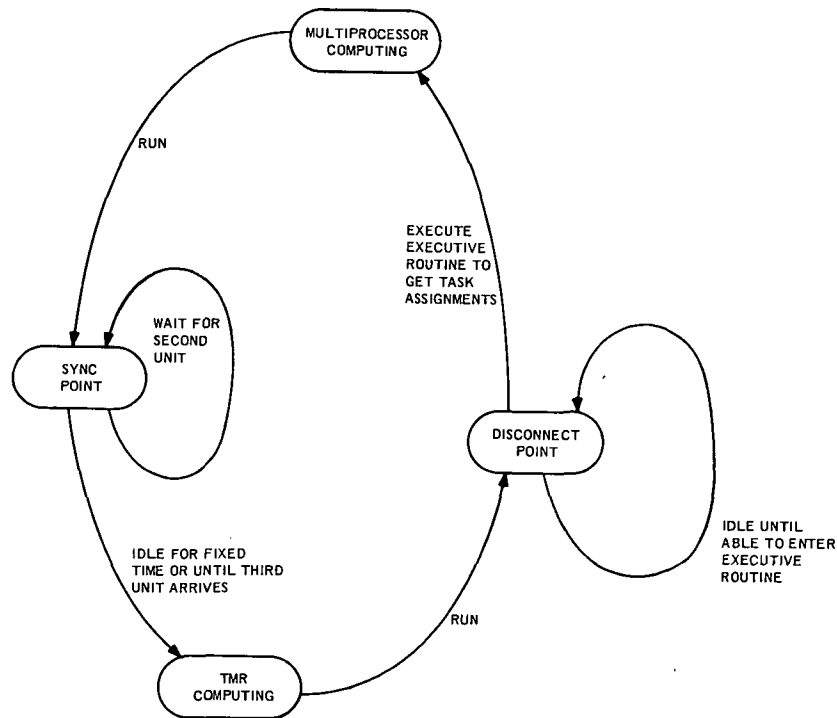 MULTIPROCESSOR
COMPUTING
RUN
EXECUTE
EXECUTIVE
ROUTINE TO
GET TASK
ASSIGNMENTS
WAIT FOR
SECOND
UNIT
SYNC
POINT
DISCONNECT
POINT
IDLE UNTIL
ABLE TO ENTER
EXECUTIVE
ROUTINE
IDLE FOR FIXED
TIME OR UNTIL THIRD
UNIT ARRIVES
RUN
TMR
COMPUTING